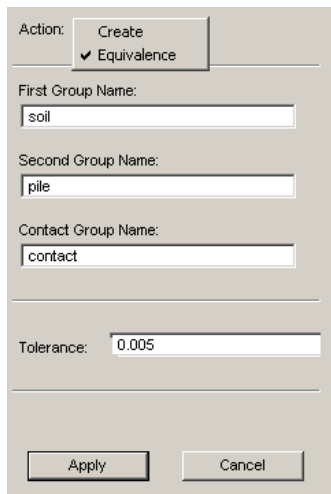 Action:
Create
✔ Equivalence
First Group Name:
soil
Second Group Name:
pile
Contact Group Name:
contact
Tolerance: 0.005
Apply Cancel